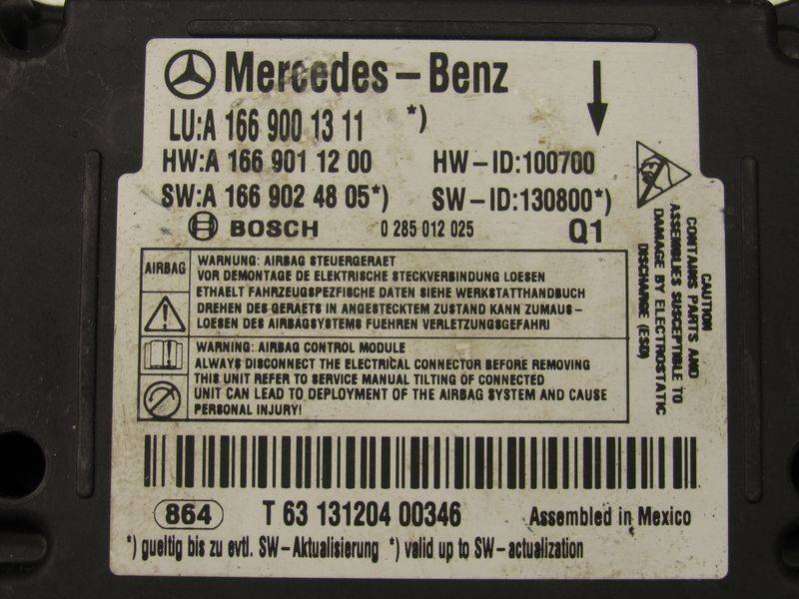 Mercedes-Benz
LU:A 166 900 13 11 *)
HW:A 166 901 12 00 HW-ID:100700
SW:A 166 902 48 05*) SW-ID:130800*)
BOSCH 0 285 012 025 Q1
AIRBAG
WARNUNG: AIRBAG STEUERGERAET
VOR DEMONTAGE DE ELEKTRISCHE STECKVERBINDUNG LOESEN
ETHAELT FAHRZEUGSPEZFISCHE DATEN SIEHE WERKSTATTHANDBUCH
DREHEN DES GERAETS IN ANGESTECKTEM ZUSTAND KANN ZUMAUS-
LOESEN DES AIRBAGSYSTEMS FUEHREN VERLETZUNGSGEFAHR!
WARNING: AIRBAG CONTROL MODULE
ALWAYS DISCONNECT THE ELECTRICAL CONNECTOR BEFORE REMOVING
THIS UNIT REFER TO SERVICE MANUAL TILTING OF CONNECTED
UNIT CAN LEAD TO DEPLOYMENT OF THE AIRBAG SYSTEM AND CAUSE
PERSONAL INJURY!
CAUTION
CONTAINS PARTS AND
ASSEMBLES SUSCEPTIBLE TO
DAMAGE BY ELECTROSTATIC
DISCHARGE (ESD)
864 T 63 131204 00346 Assembled in Mexico
*) gueltig bis zu evtl. SW-Aktualisierung *) valid up to SW-actualization